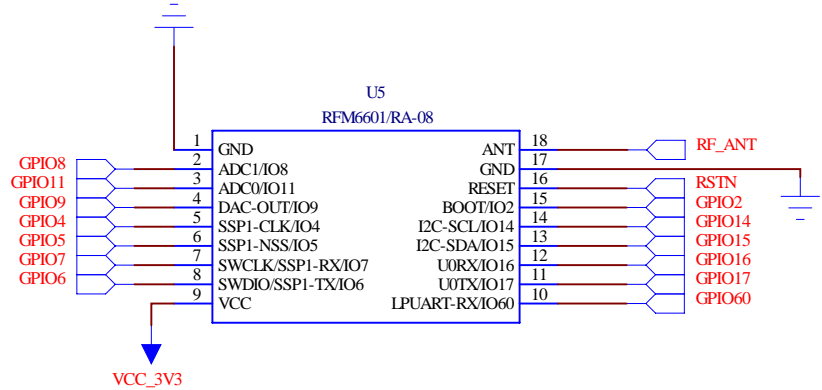 U5
RFM6601/RA-08
1 GND ANT 18 RF_ANT
GPIO8 2 ADC1/IO8 GND 17
GPIO11 3 ADC0/IO11 RESET 16 RSTN
GPIO9 4 DAC-OUT/IO9 BOOT/IO2 15 GPIO2
GPIO4 5 SSP1-CLK/IO4 I2C-SCL/IO14 14 GPIO14
GPIO5 6 SSP1-NSS/IO5 I2C-SDA/IO15 13 GPIO15
GPIO7 7 SWCLK/SSP1-RX/IO7 U0RX/IO16 12 GPIO16
GPIO6 8 SWDIO/SSP1-TX/IO6 U0TX/IO17 11 GPIO17
9 VCC LPUART-RX/IO60 10 GPIO60
VCC_3V3